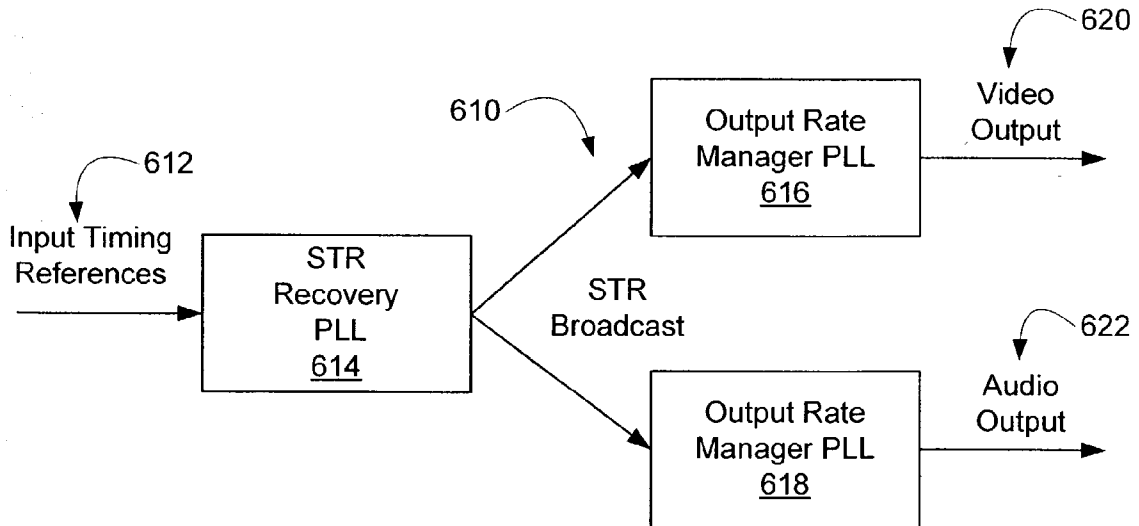 620
Video
Output
610
Output Rate
Manager PLL
616
612
Input Timing
References
STR
Recovery
PLL
614
STR
Broadcast
622
Audio
Output
Output Rate
Manager PLL
618